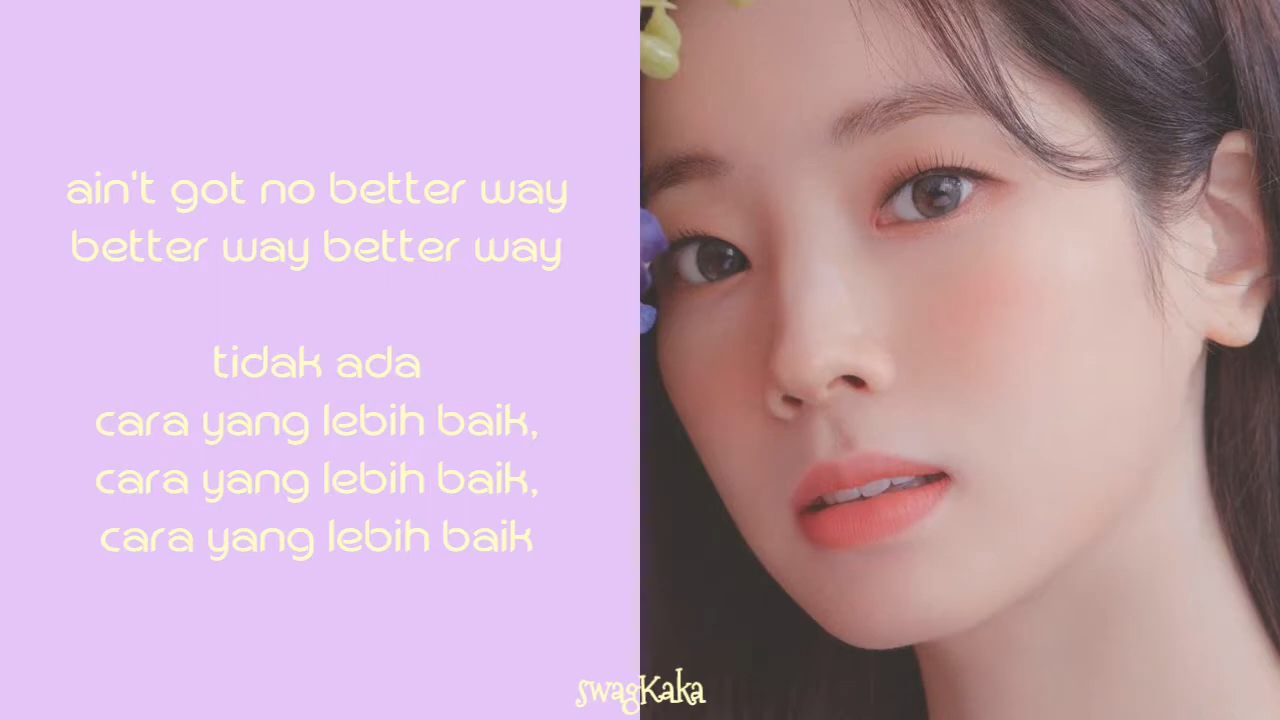 ain't got no better way
better way better way
tidak ada
cara yang lebih baik,
cara yang lebih baik,
cara yang lebih baik
swagKaka